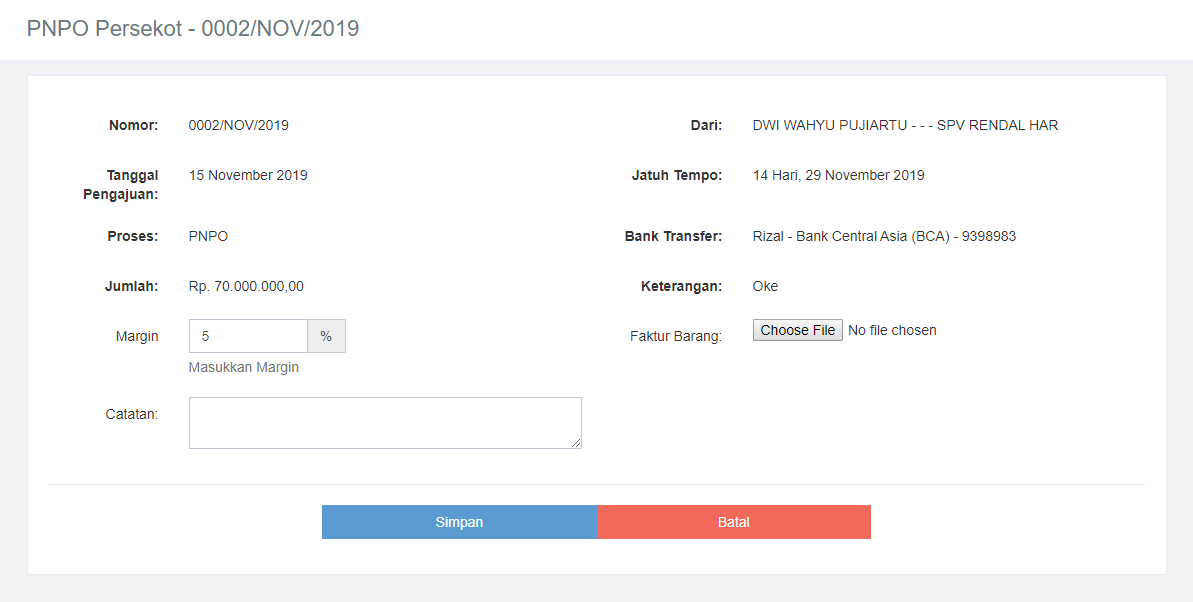 PNPO Persekot - 0002/NOV/2019
Nomor: 0002/NOV/2019 Dari: DWI WAHYU PUJIARTU - - - SPV RENDAL HAR
Tanggal 15 November 2019 Jatuh Tempo: 14 Hari, 29 November 2019
Pengajuan:
Proses: PNPO Bank Transfer: Rizal - Bank Central Asia (BCA) - 9398983
Jumlah: Rp. 70.000.000,00 Keterangan: Oke
Margin 5 % Faktur Barang: Choose File No file chosen
Masukkan Margin
Catatan:
Simpan Batal